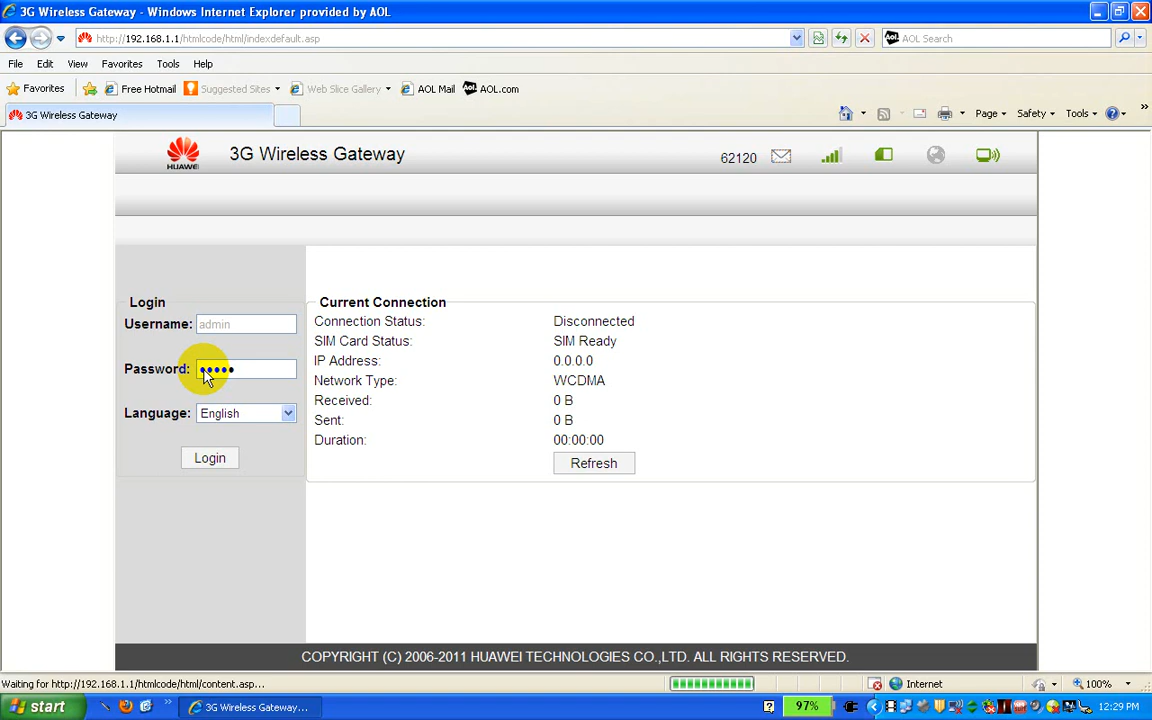 3G Wireless Gateway - Windows Internet Explorer provided by AOL
http://192.168.1.1/htmlcode/html/indexdefault.asp
AOL Search
File Edit View Favorites Tools Help
Favorites Free Hotmail Suggested Sites Web Slice Gallery AOL Mail AOL.com
3G Wireless Gateway
Page Safety Tools
HUAWEI
3G Wireless Gateway
62120
Login
Username: admin
Password: •••••
Language: English
Login
Current Connection
Connection Status: Disconnected
SIM Card Status: SIM Ready
IP Address: 0.0.0.0
Network Type: WCDMA
Received: 0 B
Sent: 0 B
Duration: 00:00:00
Refresh
COPYRIGHT (C) 2006-2011 HUAWEI TECHNOLOGIES CO.,LTD. ALL RIGHTS RESERVED.
Waiting for http://192.168.1.1/htmlcode/html/content.asp...
Internet
100%
start
3G Wireless Gateway...
97%
12:29 PM